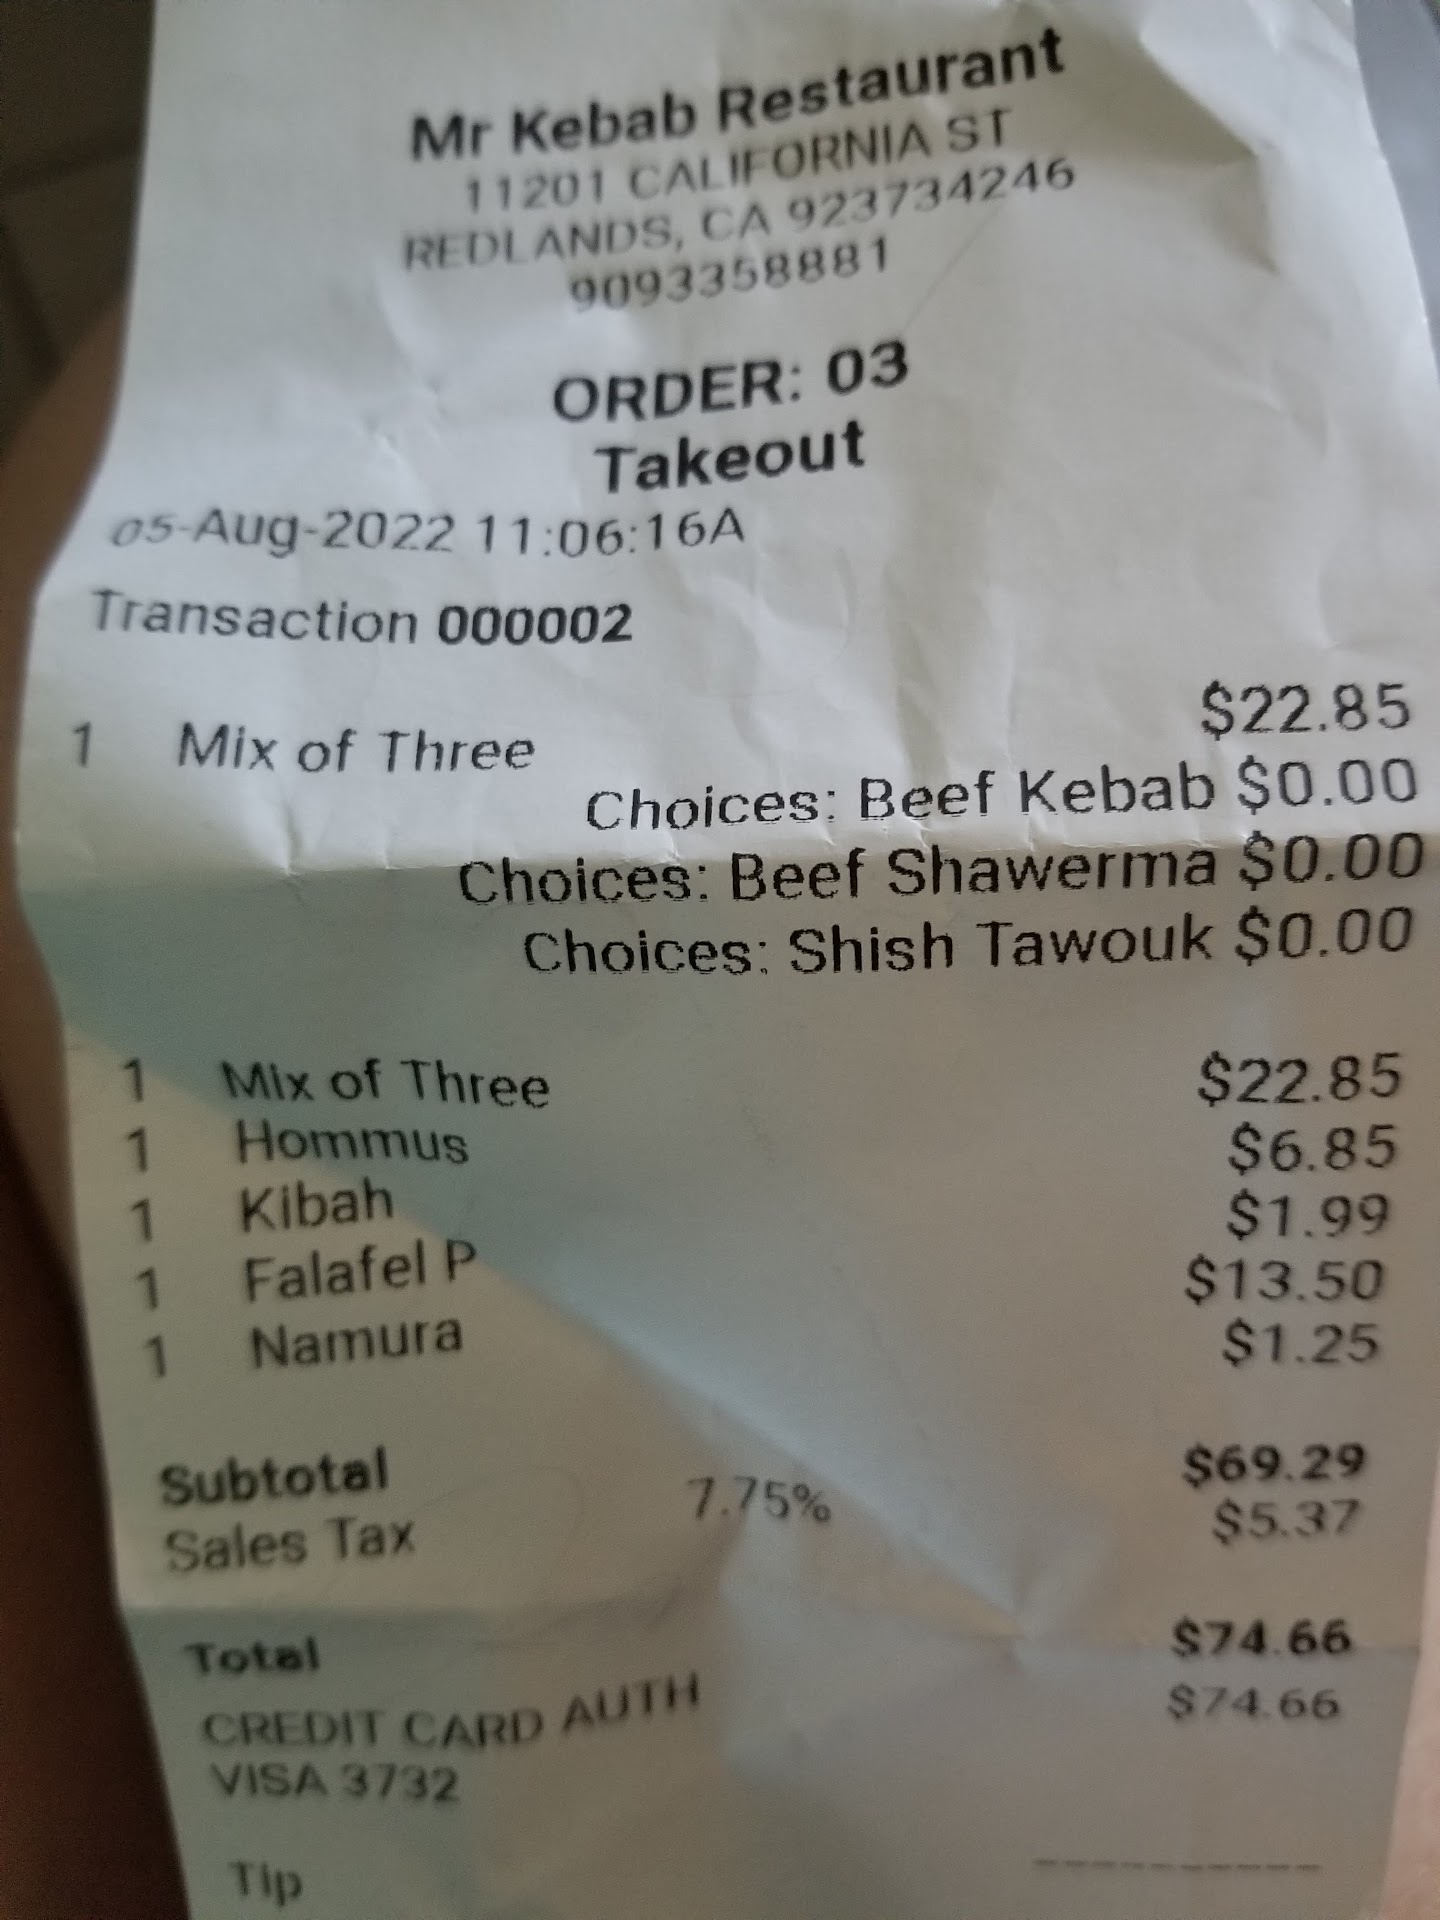 Mr Kebab Restaurant
11201 CALIFORNIA ST
REDLANDS, CA 923734246
9093358881
ORDER: 03
Takeout
05-Aug-2022 11:06:16A
Transaction 000002
1 Mix of Three $22.85
Choices: Beef Kebab $0.00
Choices: Beef Shawerma $0.00
Choices: Shish Tawouk $0.00
1 Mix of Three $22.85
1 Hommus $6.85
1 Kibah $1.99
1 Falafel P $13.50
1 Namura $1.25
Subtotal $69.29
Sales Tax 7.75% $5.37
Total $74.66
CREDIT CARD AUTH $74.66
VISA 3732
Tip